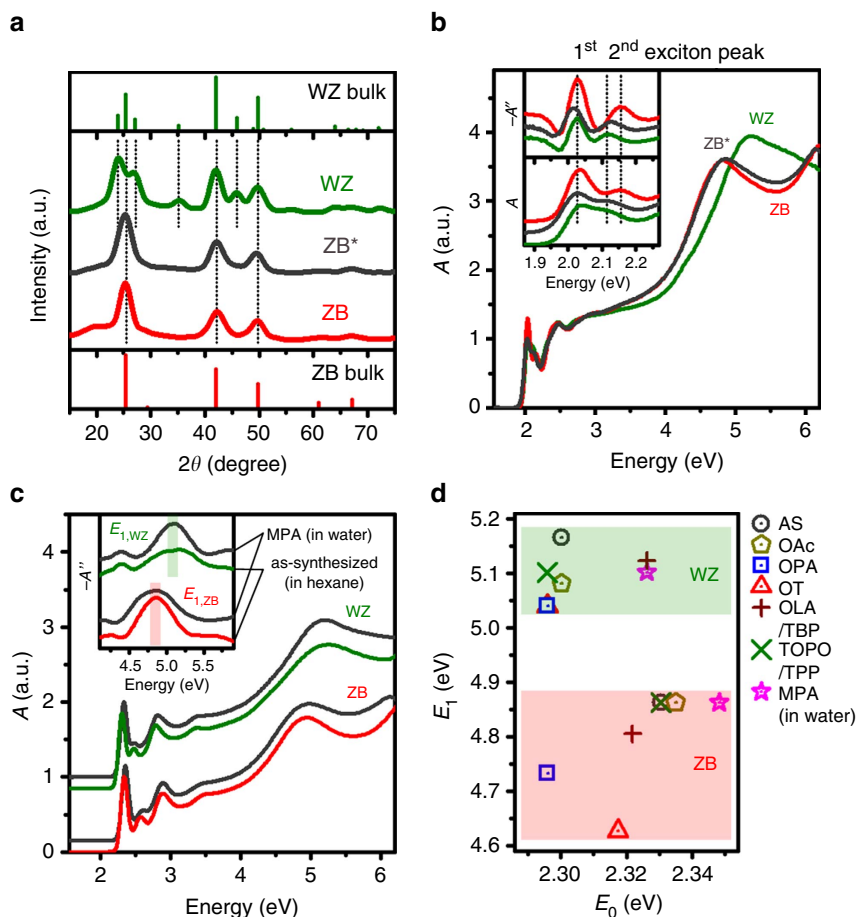 a
WZ bulk
WZ
ZB*
ZB
ZB bulk
Intensity (a.u.)
20 30 40 50 60 70
2θ (degree)
b
1st 2nd exciton peak
–A″
A
1.9 2.0 2.1 2.2
Energy (eV)
WZ
ZB*
ZB
A (a.u.)
5
4
3
2
1
0
2 3 4 5 6
Energy (eV)
c
E1,WZ
MPA (in water)
as-synthesized
(in hexane)
E1,ZB
–A″
4.5 5.0 5.5
Energy (eV)
WZ
ZB
A (a.u.)
4
3
2
1
0
2 3 4 5 6
Energy (eV)
d
5.2
5.1
5.0
4.9
4.8
4.7
4.6
E1 (eV)
WZ
ZB
2.30 2.32 2.34
E0 (eV)
AS
OAc
OPA
OT
OLA
/TBP
TOPO
/TPP
MPA
(in water)